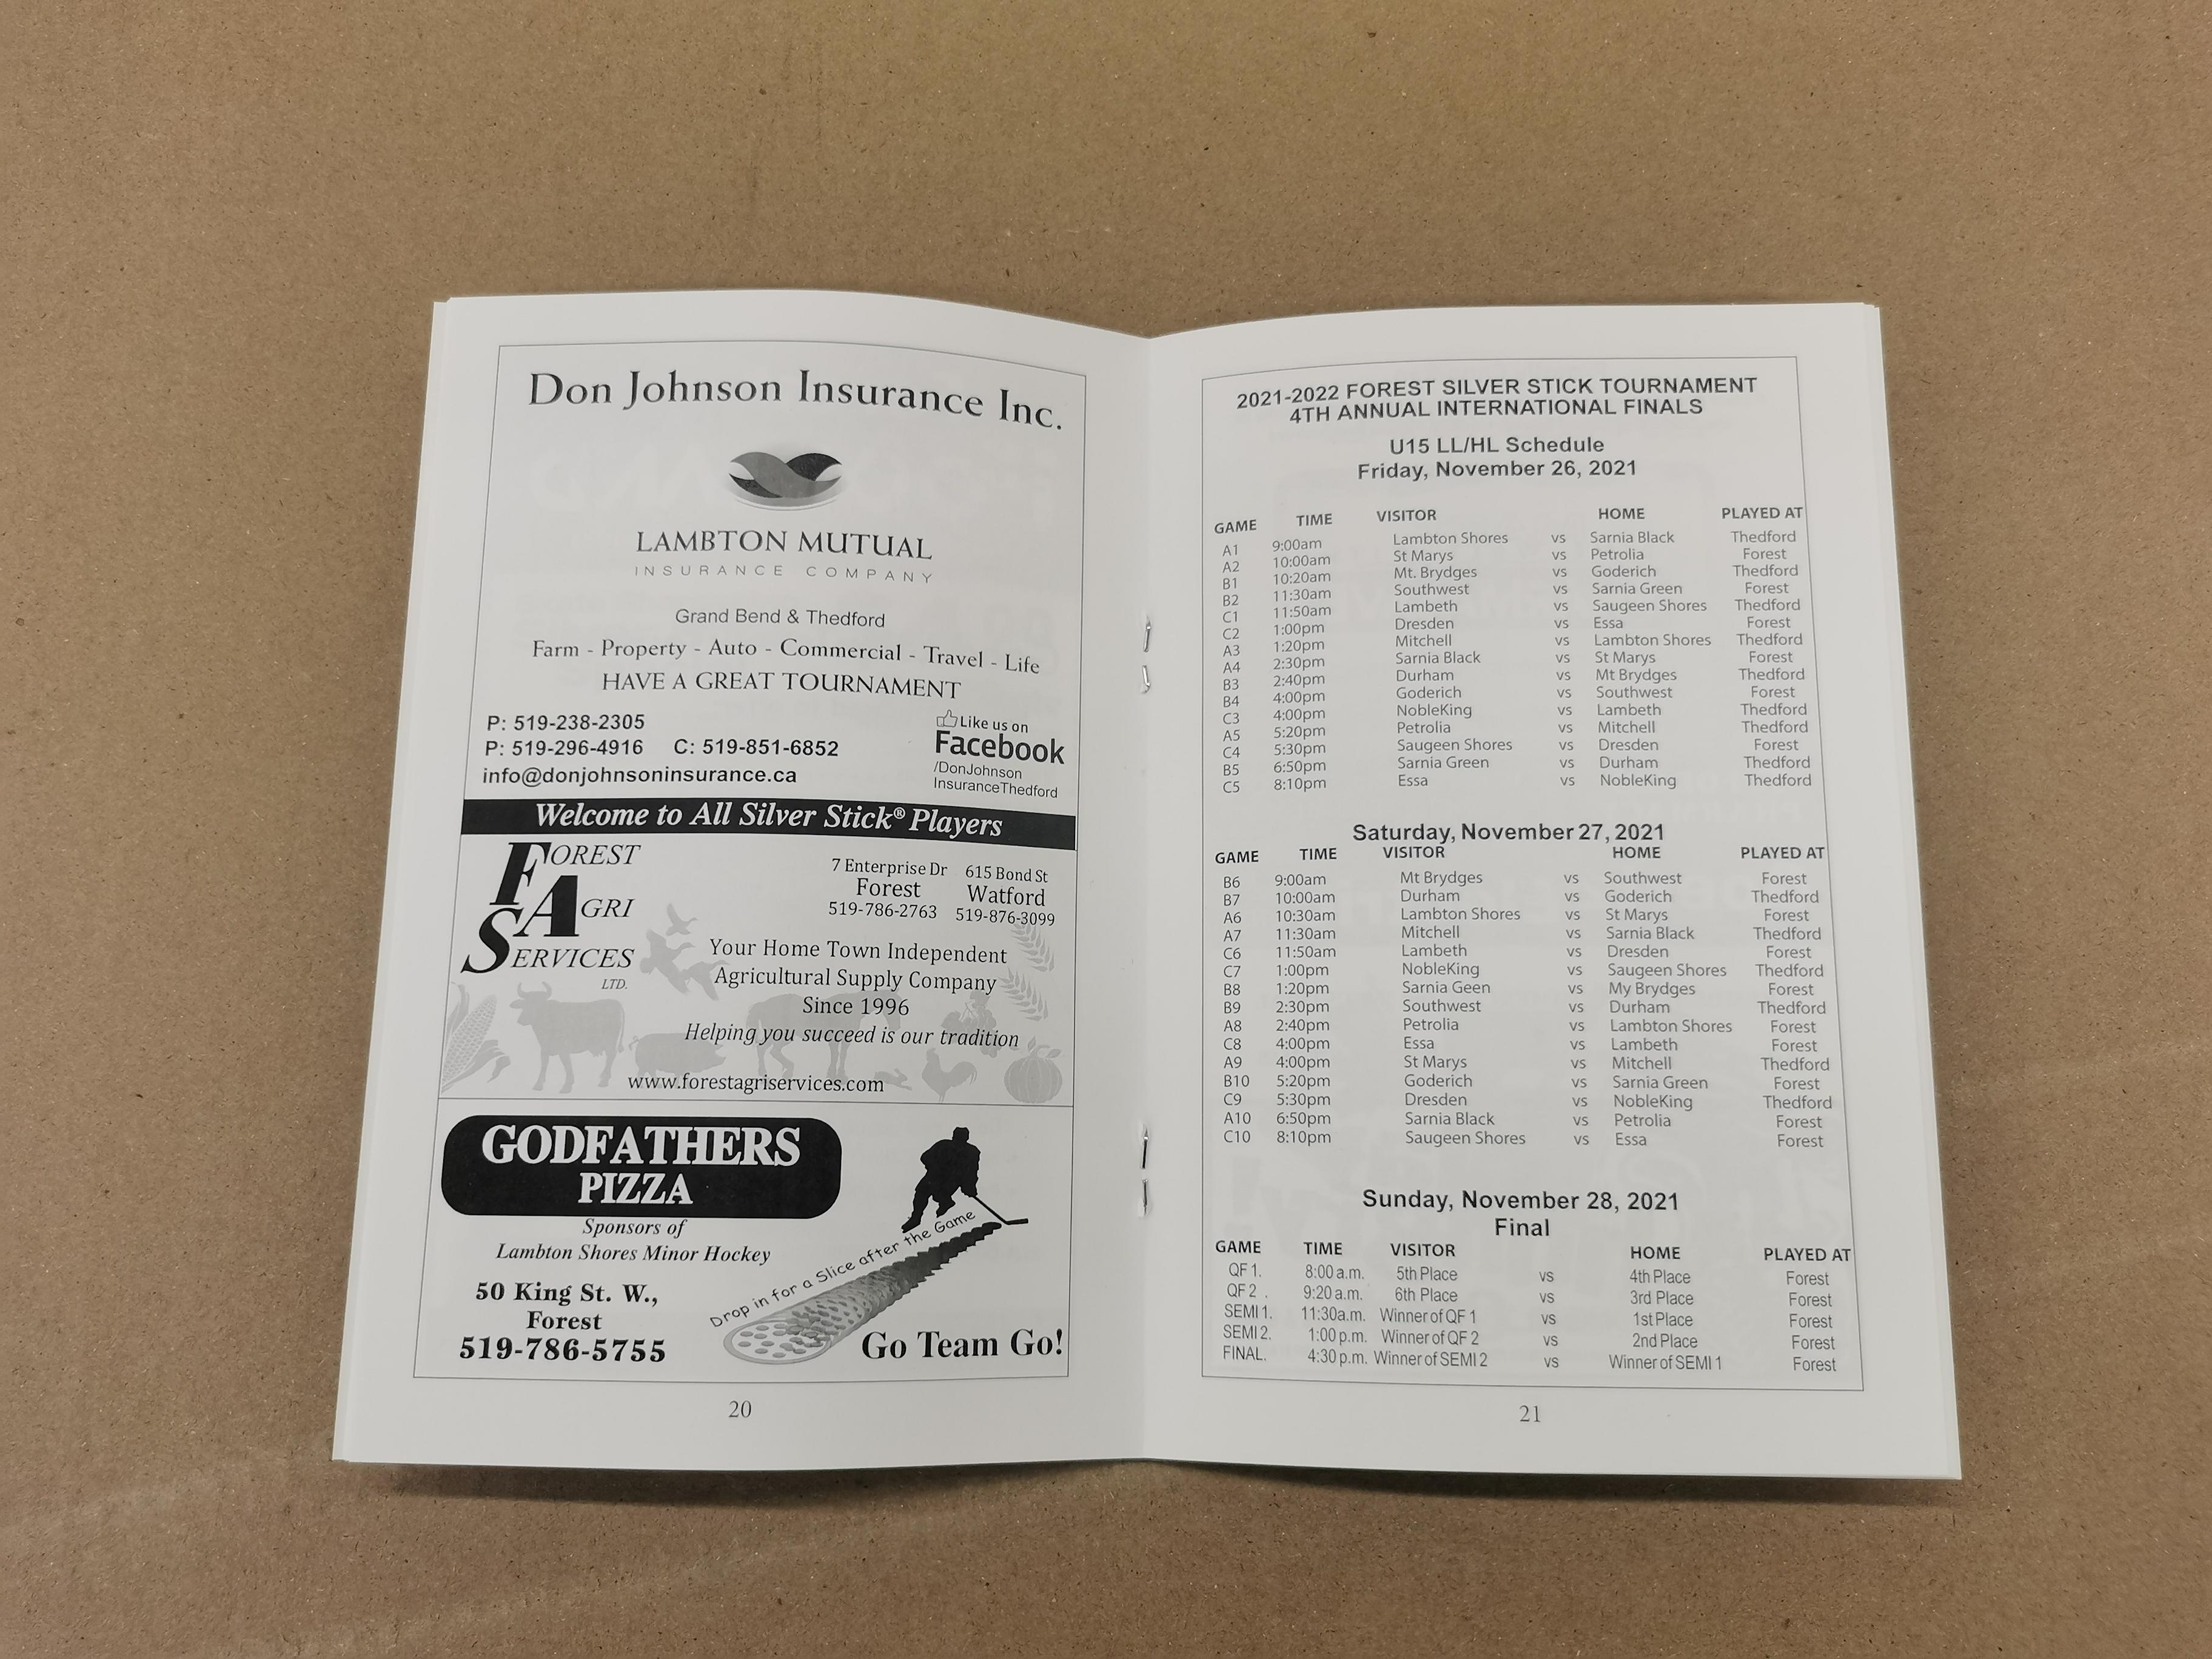 Don Johnson Insurance Inc.
LAMBTON MUTUAL
INSURANCE COMPANY
Grand Bend & Thedford
Farm - Property - Auto - Commercial - Travel - Life
HAVE A GREAT TOURNAMENT
P: 519-238-2305
P: 519-296-4916 C: 519-851-6852
info@donjohnsoninsurance.ca
Like us on
Facebook
/DonJohnson
InsuranceThedford
Welcome to All Silver Stick® Players
FOREST
AGRI
SERVICES
LTD.
7 Enterprise Dr
Forest
519-786-2763
615 Bond St
Watford
519-876-3099
Your Home Town Independent
Agricultural Supply Company
Since 1996
Helping you succeed is our tradition
www.forestagriservices.com
GODFATHERS
PIZZA
Sponsors of
Lambton Shores Minor Hockey
50 King St. W.,
Forest
519-786-5755
Drop in for a Slice after the Game
Go Team Go!
20
2021-2022 FOREST SILVER STICK TOURNAMENT
4TH ANNUAL INTERNATIONAL FINALS
U15 LL/HL Schedule
Friday, November 26, 2021
GAME TIME VISITOR HOME PLAYED AT
A1 9:00am Lambton Shores vs Sarnia Black Thedford
A2 10:00am St Marys vs Petrolia Forest
B1 10:20am Mt. Brydges vs Goderich Thedford
B2 11:30am Southwest vs Sarnia Green Forest
C1 11:50am Lambeth vs Saugeen Shores Thedford
C2 1:00pm Dresden vs Essa Forest
A3 1:20pm Mitchell vs Lambton Shores Thedford
A4 2:30pm Sarnia Black vs St Marys Forest
B3 2:40pm Durham vs Mt Brydges Thedford
B4 4:00pm Goderich vs Southwest Forest
C3 4:00pm NobleKing vs Lambeth Thedford
A5 5:20pm Petrolia vs Mitchell Thedford
C4 5:30pm Saugeen Shores vs Dresden Forest
B5 6:50pm Sarnia Green vs Durham Thedford
C5 8:10pm Essa vs NobleKing Thedford
Saturday, November 27, 2021
GAME TIME VISITOR HOME PLAYED AT
B6 9:00am Mt Brydges vs Southwest Forest
B7 10:00am Durham vs Goderich Thedford
A6 10:30am Lambton Shores vs St Marys Forest
A7 11:30am Mitchell vs Sarnia Black Thedford
C6 11:50am Lambeth vs Dresden Forest
C7 1:00pm NobleKing vs Saugeen Shores Thedford
B8 1:20pm Sarnia Geen vs My Brydges Forest
B9 2:30pm Southwest vs Durham Thedford
A8 2:40pm Petrolia vs Lambton Shores Forest
C8 4:00pm Essa vs Lambeth Forest
A9 4:00pm St Marys vs Mitchell Thedford
B10 5:20pm Goderich vs Sarnia Green Forest
C9 5:30pm Dresden vs NobleKing Thedford
A10 6:50pm Sarnia Black vs Petrolia Forest
C10 8:10pm Saugeen Shores vs Essa Forest
Sunday, November 28, 2021
Final
GAME TIME VISITOR HOME PLAYED AT
QF 1. 8:00 a.m. 5th Place vs 4th Place Forest
QF 2 . 9:20 a.m. 6th Place vs 3rd Place Forest
SEMI 1. 11:30a.m. Winner of QF 1 vs 1st Place Forest
SEMI 2. 1:00 p.m. Winner of QF 2 vs 2nd Place Forest
FINAL. 4:30 p.m. Winner of SEMI 2 vs Winner of SEMI 1 Forest
21